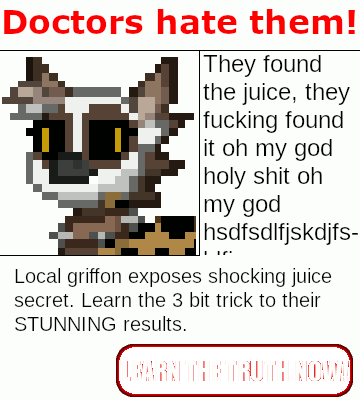 Doctors hate them!
They found
the juice, they
fucking found
it oh my god
holy shit oh
my god
hsdfsdlfjskdjfs-
Local griffon exposes shocking juice
secret. Learn the 3 bit trick to their
STUNNING results.
LEARN THE TRUTH NOW!